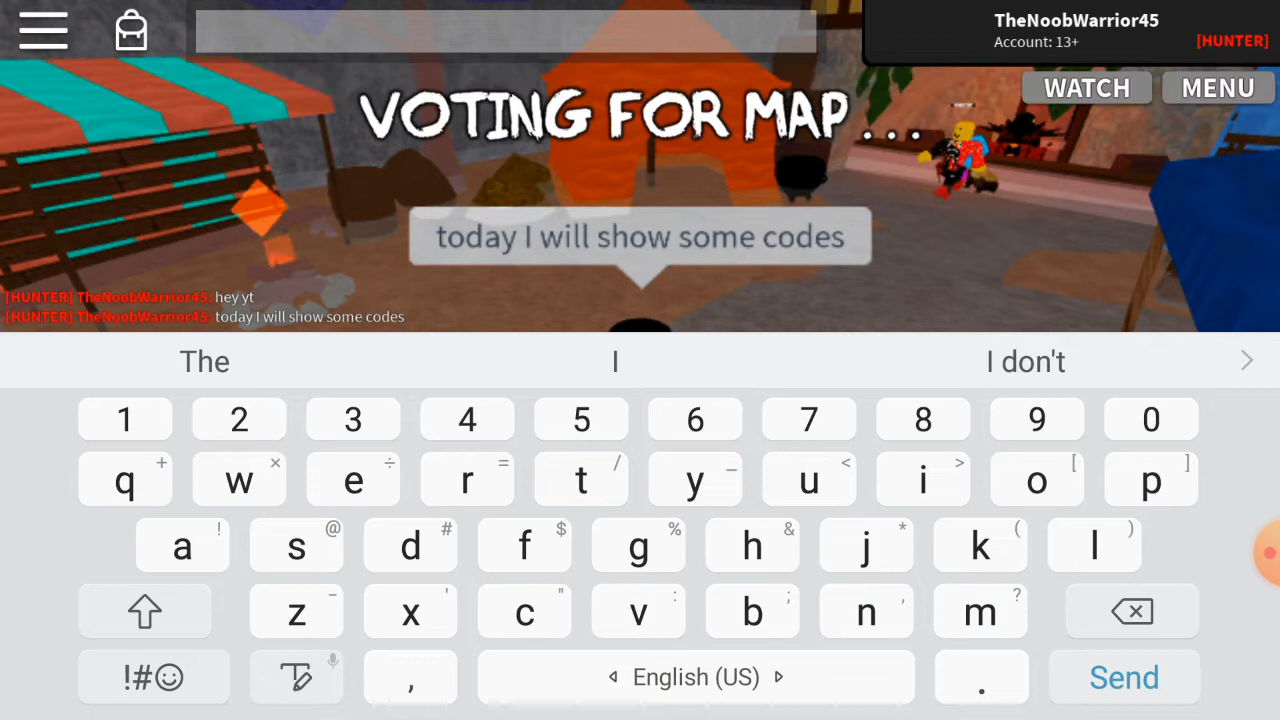 TheNoobWarrior45
Account: 13+
[HUNTER]
WATCH
MENU
VOTING FOR MAP...
today I will show some codes
[HUNTER] TheNoobWarrior45: hey yt
[HUNTER] TheNoobWarrior45: today I will show some codes
The I I don't
1 2 3 4 5 6 7 8 9 0
q + w × e ÷ r = t / y _ u < i > o [ p ]
a ! s @ d # f $ g % h & j * k ( l )
z - x ' c " v : b ; n , m ?
!#☺ , English (US) . Send